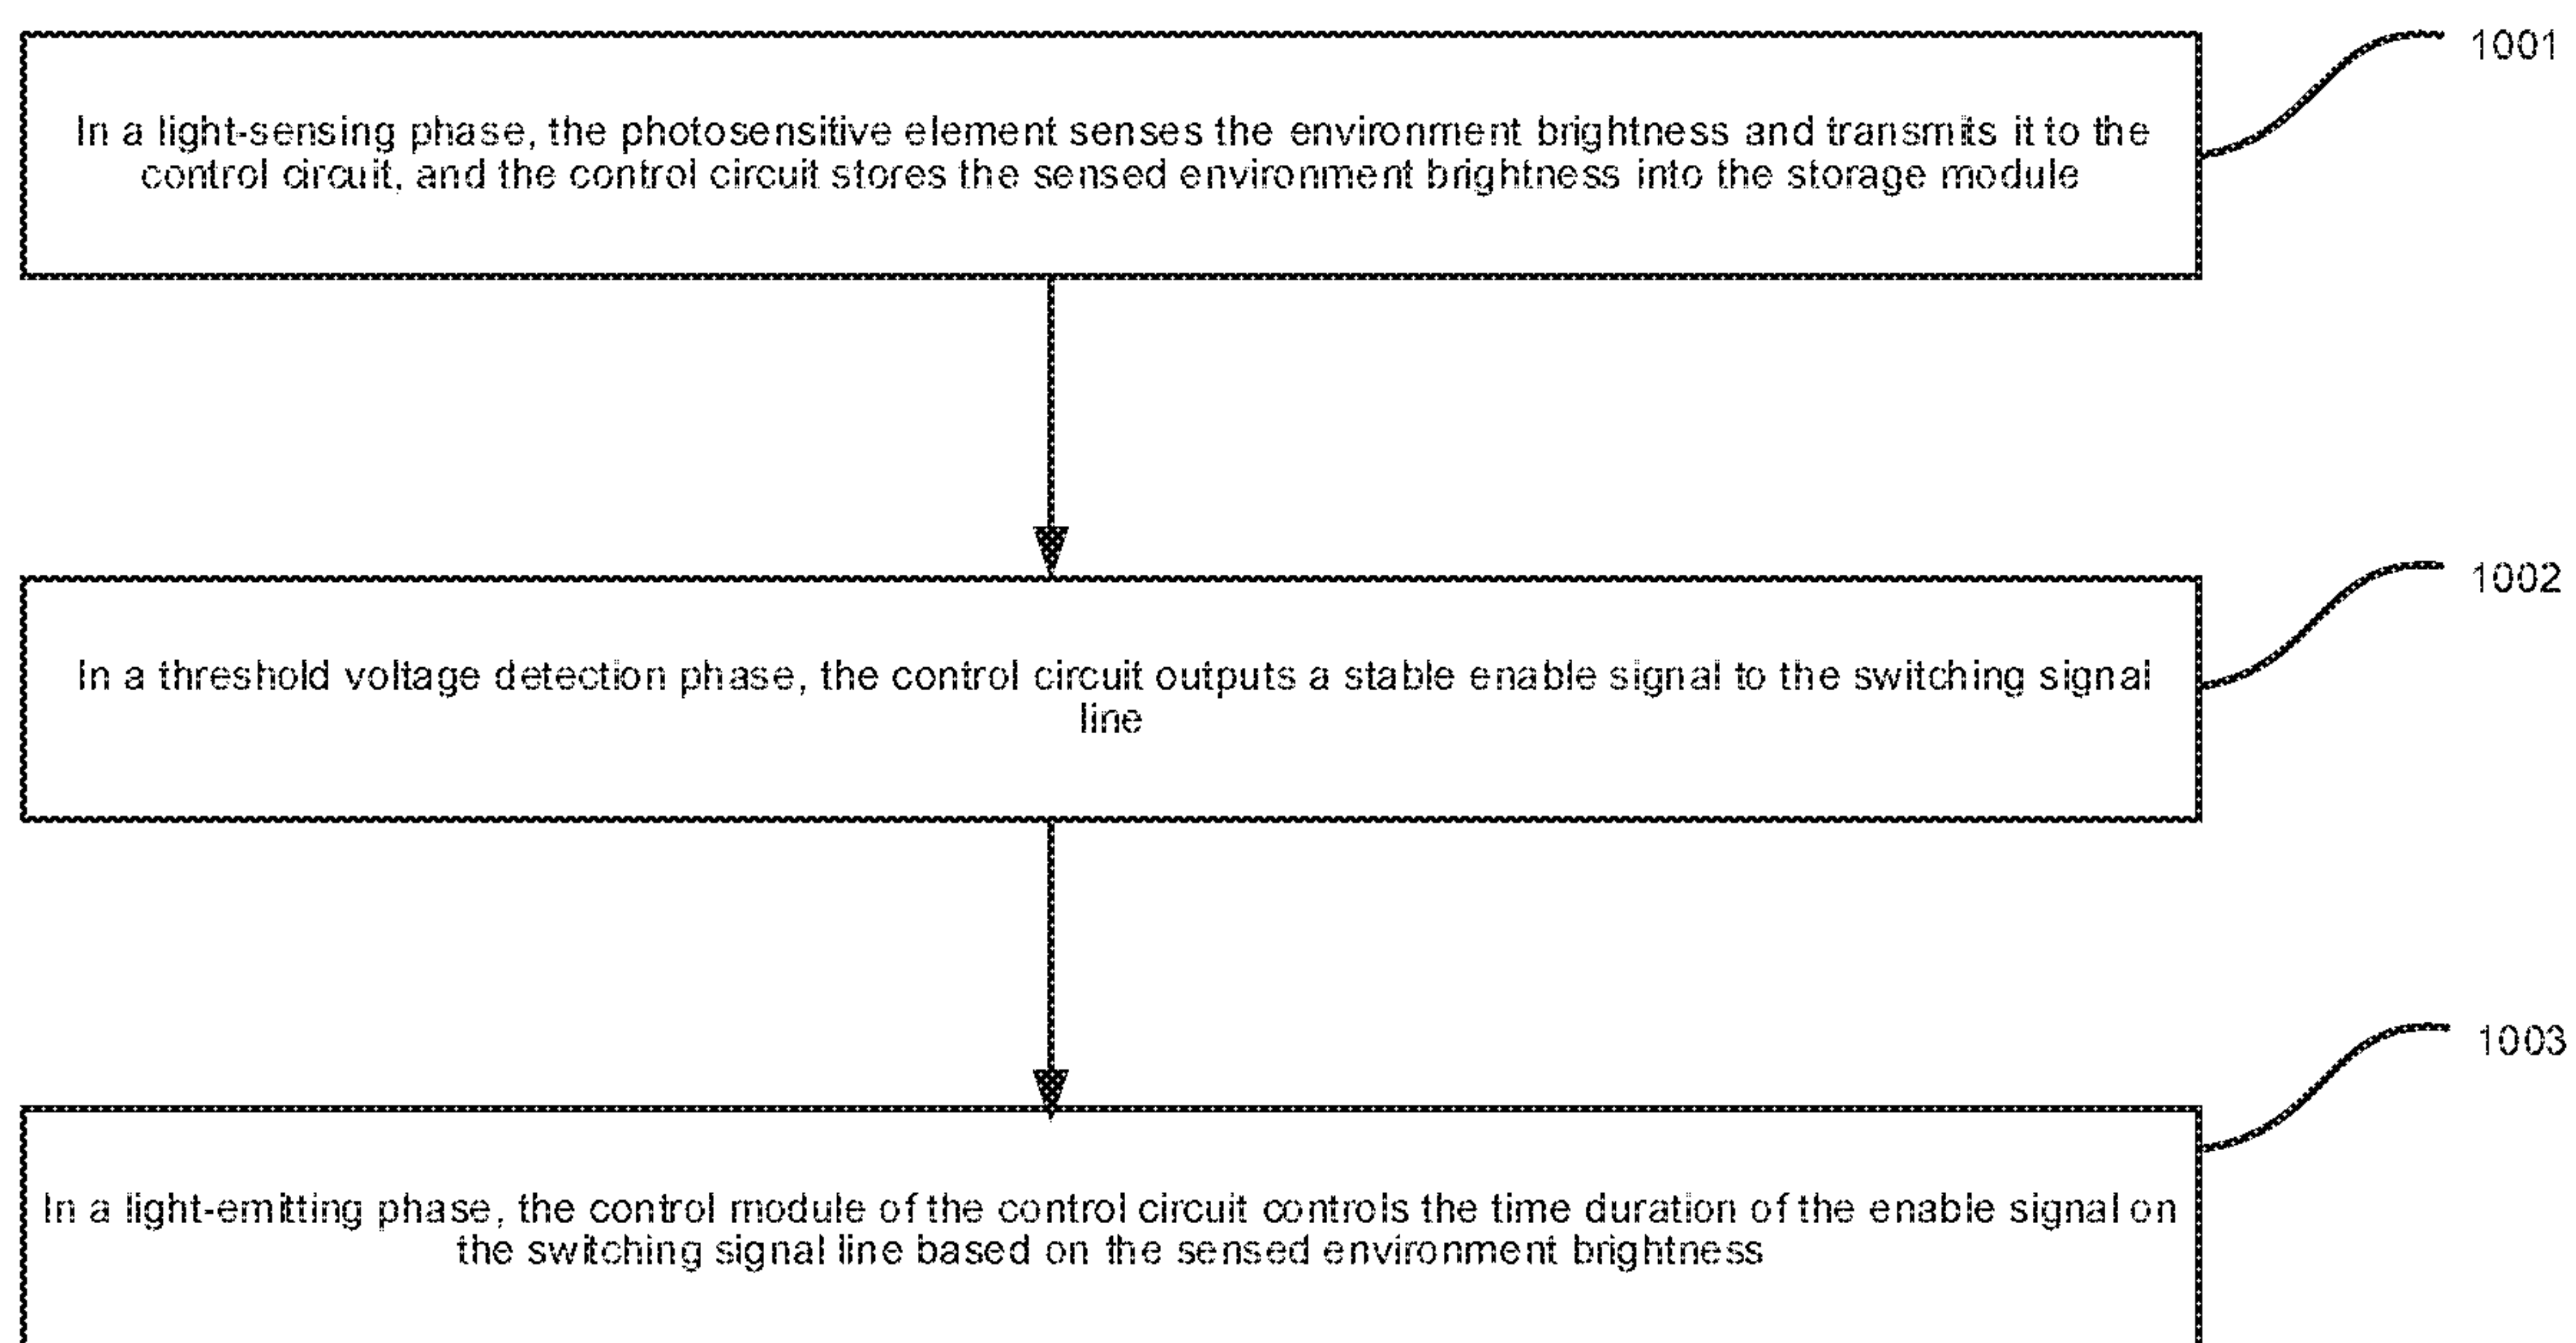 1001
In a light-sensing phase, the photosensitive element senses the environment brightness and transmits it to the
control circuit, and the control circuit stores the sensed environment brightness into the storage module
1002
In a threshold voltage detection phase, the control circuit outputs a stable enable signal to the switching signal
line
1003
In a light-emitting phase, the control module of the control circuit controls the time duration of the enable signal on
the switching signal line based on the sensed environment brightness